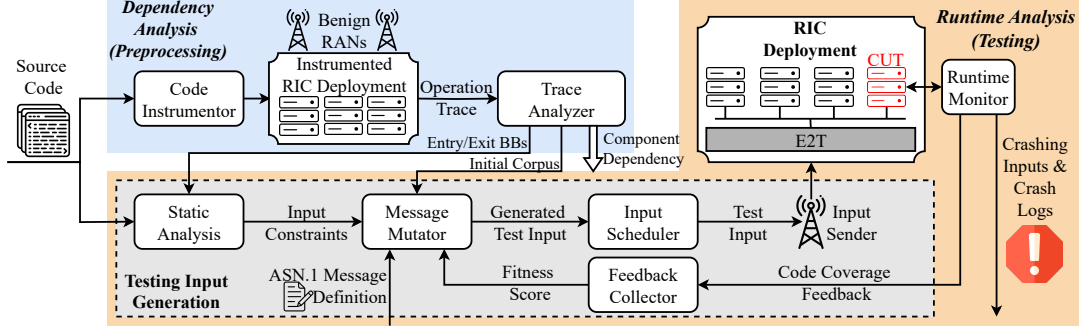 Dependency
Analysis
(Preprocessing)
Benign
RANs
Source
Code
Code
Instrumentor
Instrumented
RIC Deployment
Operation
Trace
Trace
Analyzer
Entry/Exit BBs
Initial Corpus
Component
Dependency
RIC
Deployment
CUT
E2T
Runtime Analysis
(Testing)
Runtime
Monitor
Crashing
Inputs &
Crash
Logs
Static
Analysis
Input
Constraints
Message
Mutator
Generated
Test Input
Input
Scheduler
Test
Input
Input
Sender
Testing Input
Generation
ASN.1 Message
Definition
Fitness
Score
Feedback
Collector
Code Coverage
Feedback